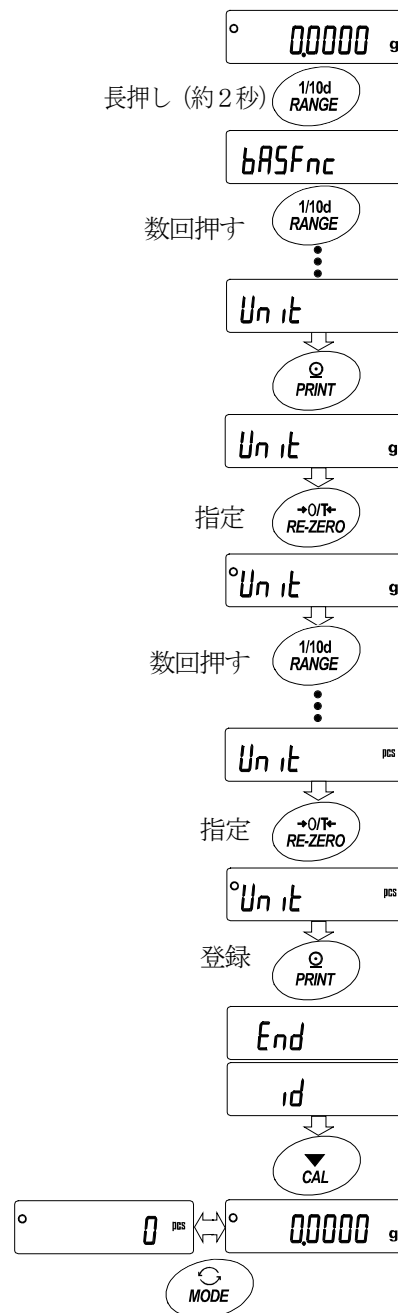 0.0000 g
長押し（約２秒）
1/10d
RANGE
bASFnc
数回押す
1/10d
RANGE
Unit
PRINT
Unit g
指定
→0/T←
RE-ZERO
Unit g
数回押す
1/10d
RANGE
Unit pcs
指定
→0/T←
RE-ZERO
Unit pcs
登録
PRINT
End
id
CAL
0 pcs
0.0000 g
MODE